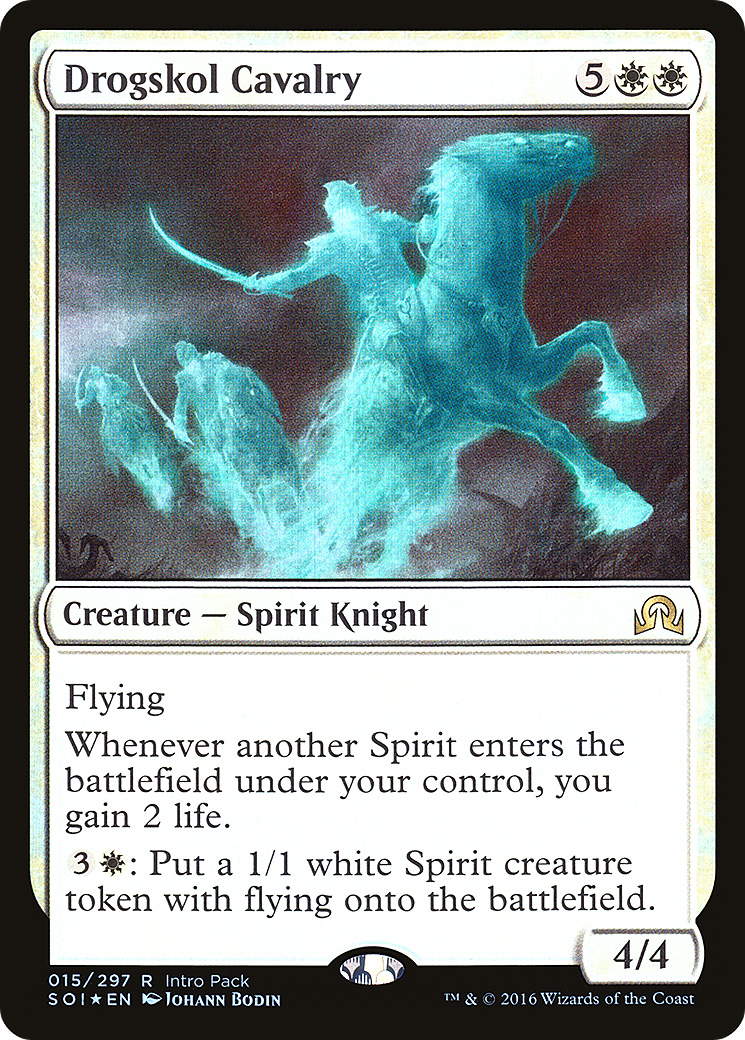 Drogskol Cavalry 5
Creature — Spirit Knight
Flying
Whenever another Spirit enters the
battlefield under your control, you
gain 2 life.
3 : Put a 1/1 white Spirit creature
token with flying onto the battlefield.
4/4
015/297 R Intro Pack
SOI★EN Johann Bodin
™ & © 2016 Wizards of the Coast